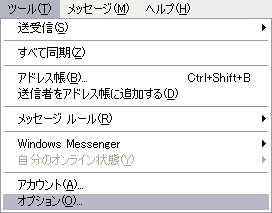 ツール(T) メッセージ(M) ヘルプ(H)
送受信(S)
すべて同期(Z)
アドレス帳(B)... Ctrl+Shift+B
送信者をアドレス帳に追加する(D)
メッセージ ルール(R)
Windows Messenger
自分のオンライン状態(Y)
アカウント(A)...
オプション(O)...